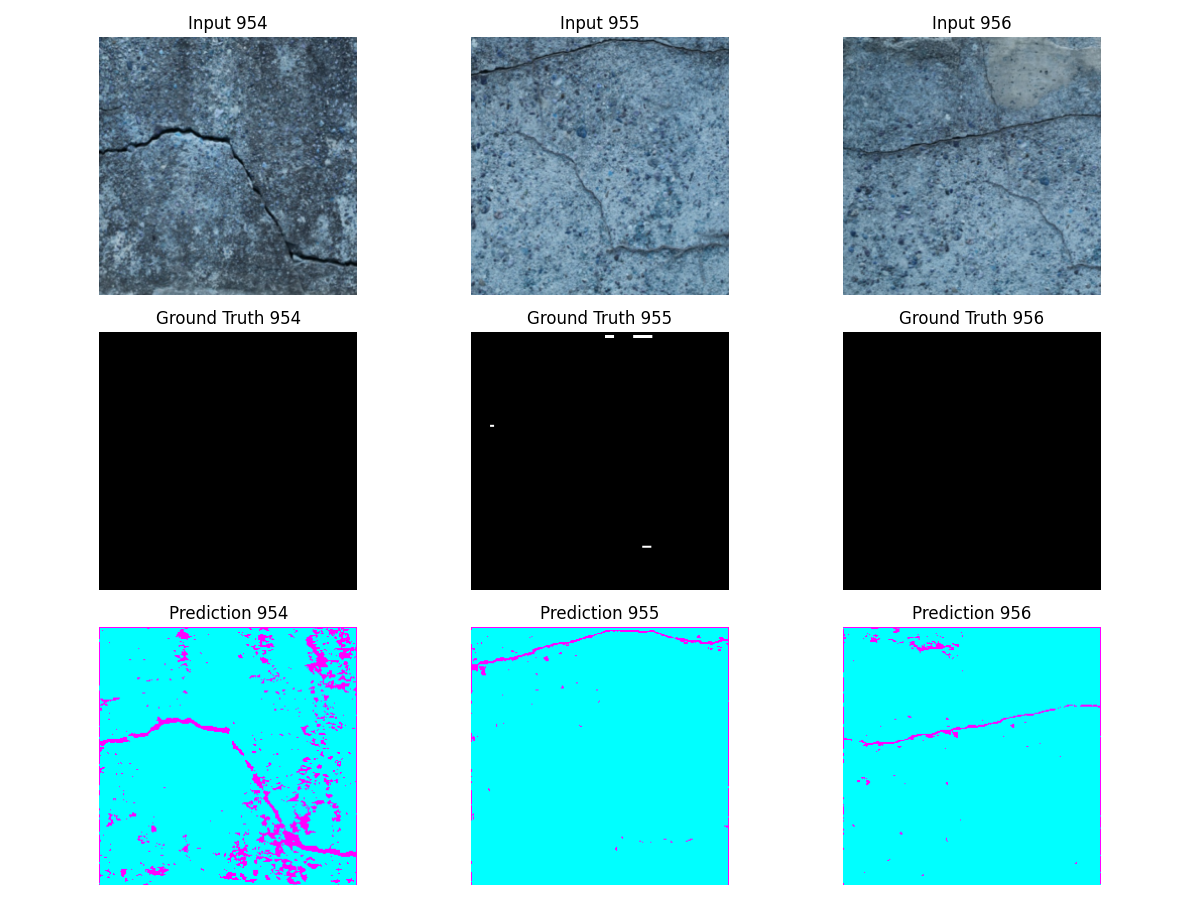 Input 954
Input 955
Input 956
Ground Truth 954
Ground Truth 955
Ground Truth 956
Prediction 954
Prediction 955
Prediction 956